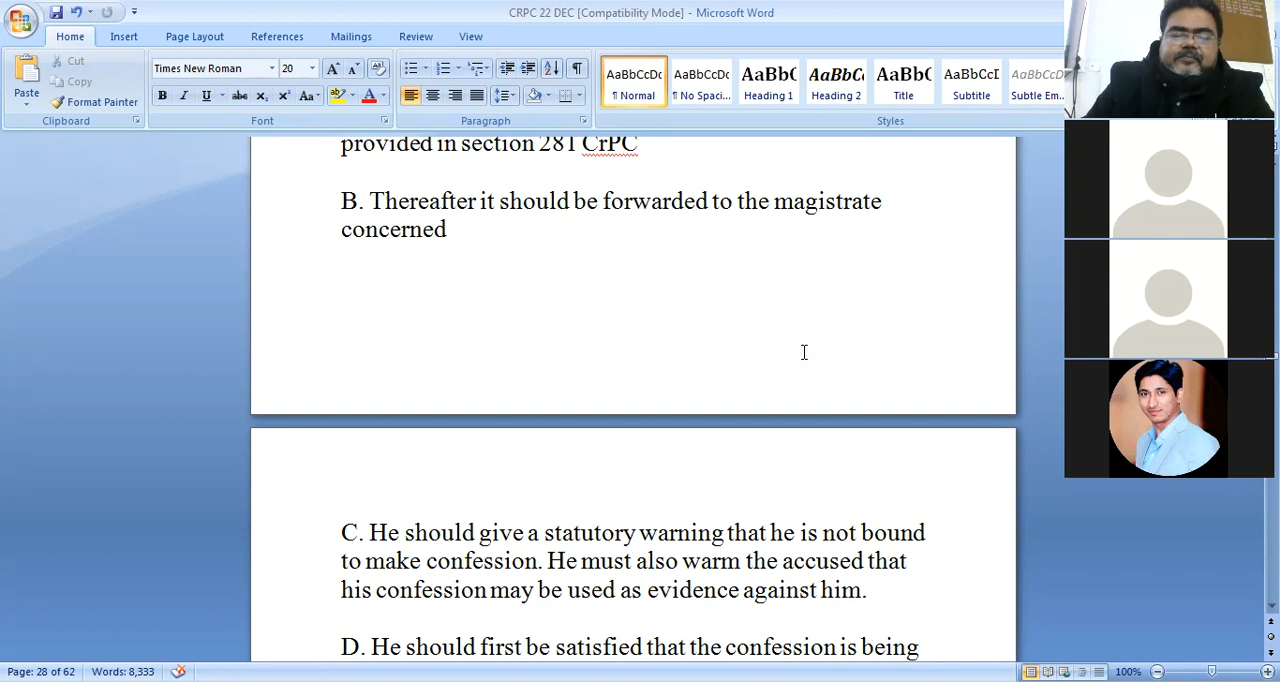 CRPC 22 DEC [Compatibility Mode] - Microsoft Word
Home Insert Page Layout References Mailings Review View
Paste
Cut
Copy
Format Painter
Clipboard
Times New Roman 20
Font
Paragraph
AaBbCcDc AaBbCcDc AaBbC AaBbCc AaBb( AaBbCcI AaBbCcD
¶ Normal ¶ No Spaci... Heading 1 Heading 2 Title Subtitle Subtle Em...
Styles
provided in section 281 CrPC
B. Thereafter it should be forwarded to the magistrate
concerned
C. He should give a statutory warning that he is not bound
to make confession. He must also warm the accused that
his confession may be used as evidence against him.
D. He should first be satisfied that the confession is being
Page: 28 of 62 Words: 8,333 100%